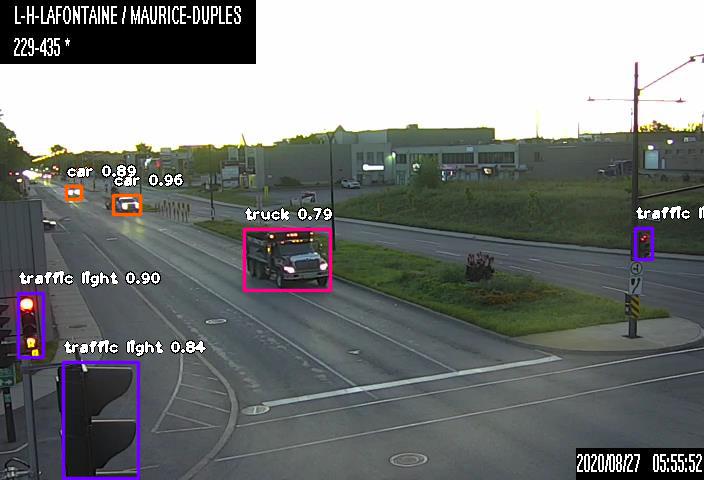 L-H-LAFONTAINE / MAURICE-DUPLES
229-435 *
car 0.89
car 0.96
truck 0.79
traffic l
traffic light 0.90
traffic light 0.84
2020/08/27 05:55:52